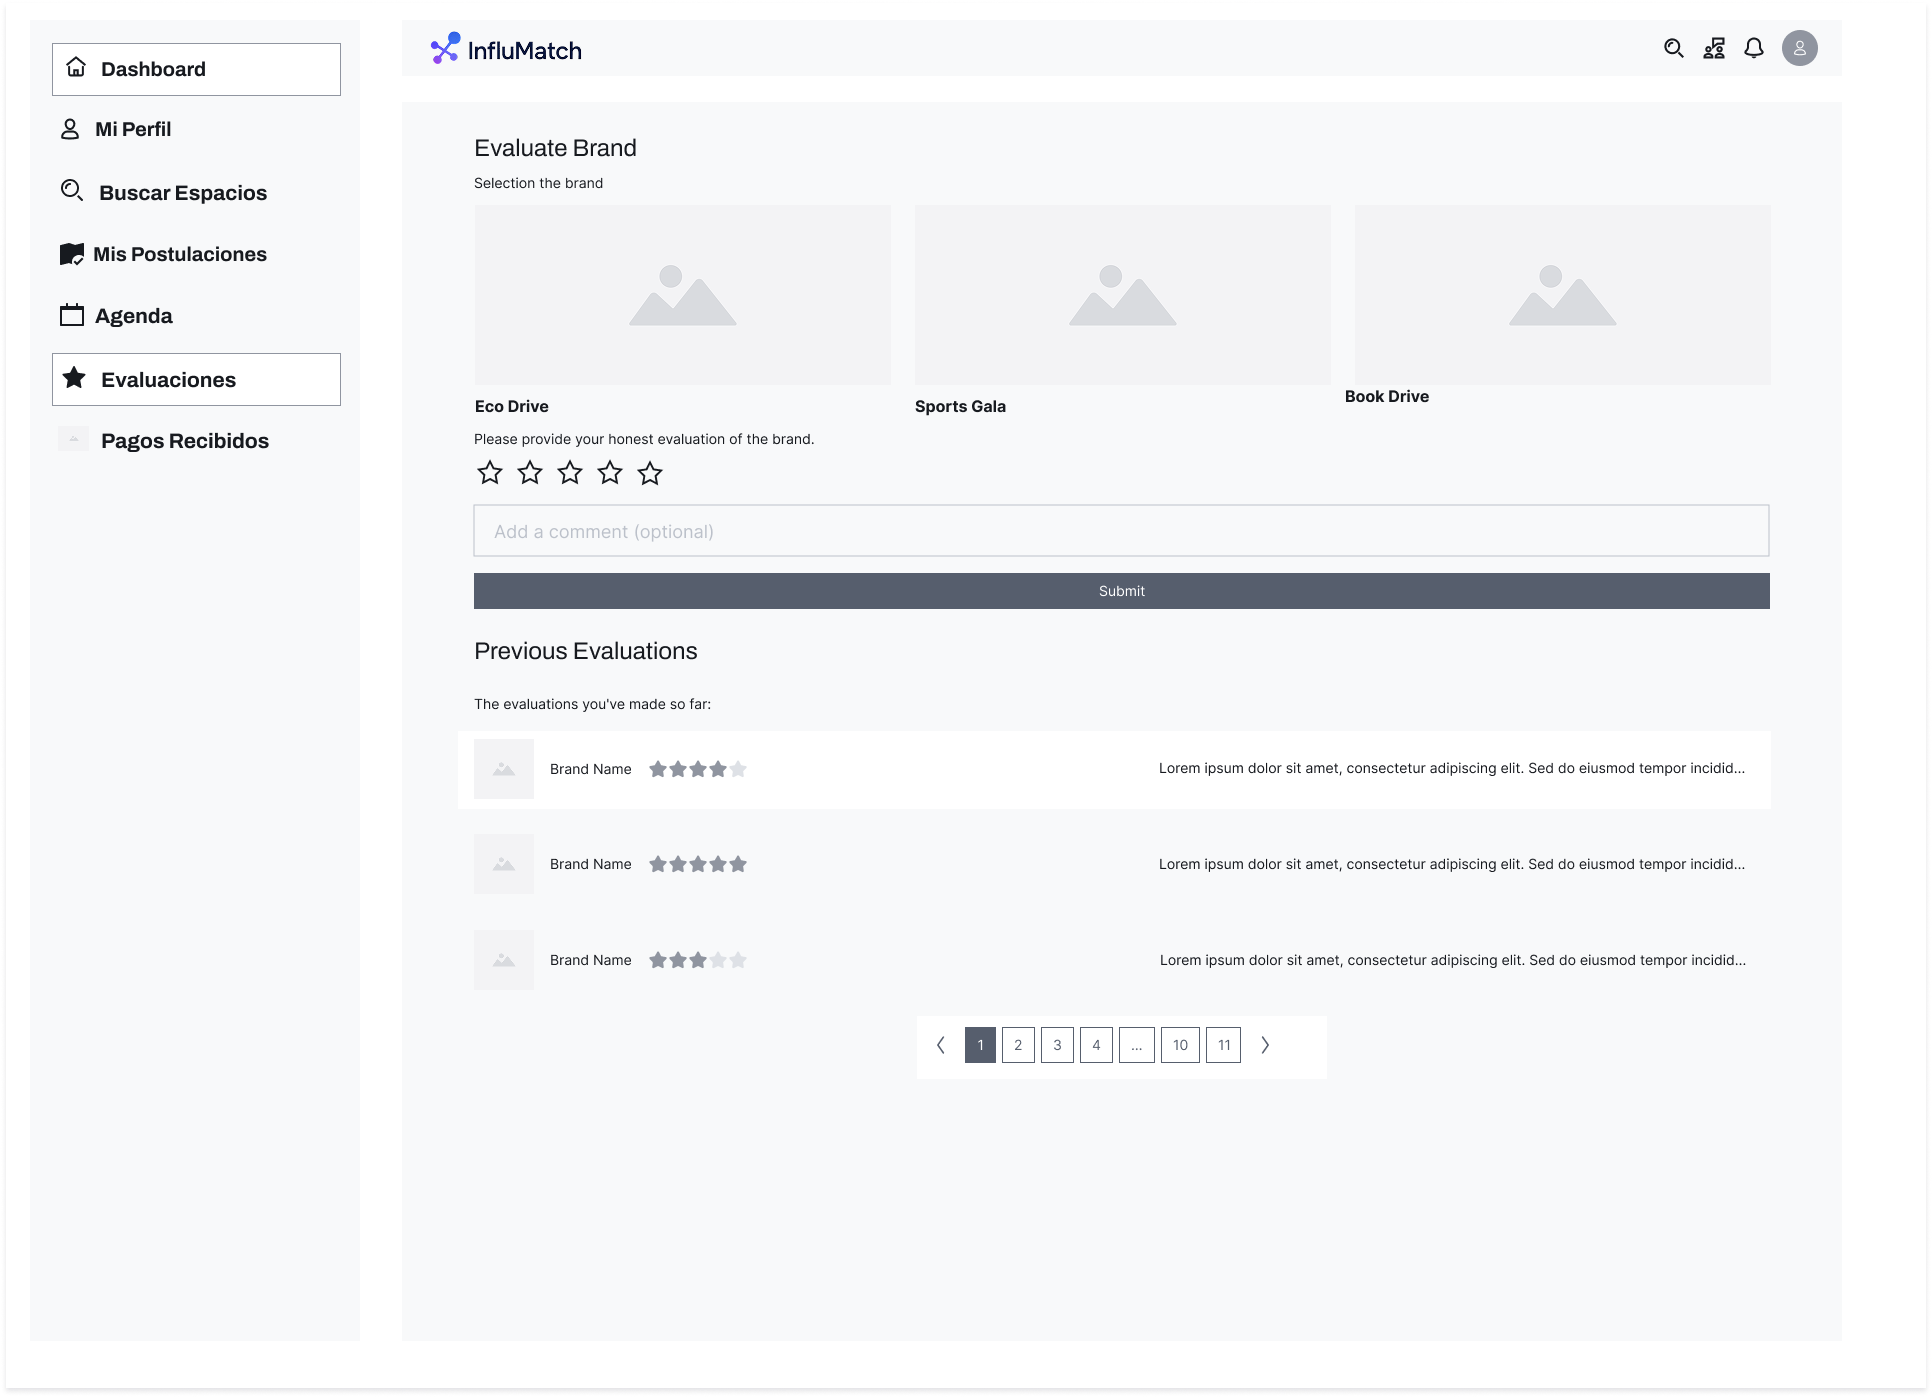 Dashboard
Mi Perfil
Buscar Espacios
Mis Postulaciones
Agenda
Evaluaciones
Pagos Recibidos
InfluMatch
Evaluate Brand
Selection the brand
Eco Drive
Sports Gala
Book Drive
Please provide your honest evaluation of the brand.
Add a comment (optional)
Submit
Previous Evaluations
The evaluations you've made so far:
Brand Name
Lorem ipsum dolor sit amet, consectetur adipiscing elit. Sed do eiusmod tempor incidid...
Brand Name
Lorem ipsum dolor sit amet, consectetur adipiscing elit. Sed do eiusmod tempor incidid...
Brand Name
Lorem ipsum dolor sit amet, consectetur adipiscing elit. Sed do eiusmod tempor incidid...
1 2 3 4 ... 10 11